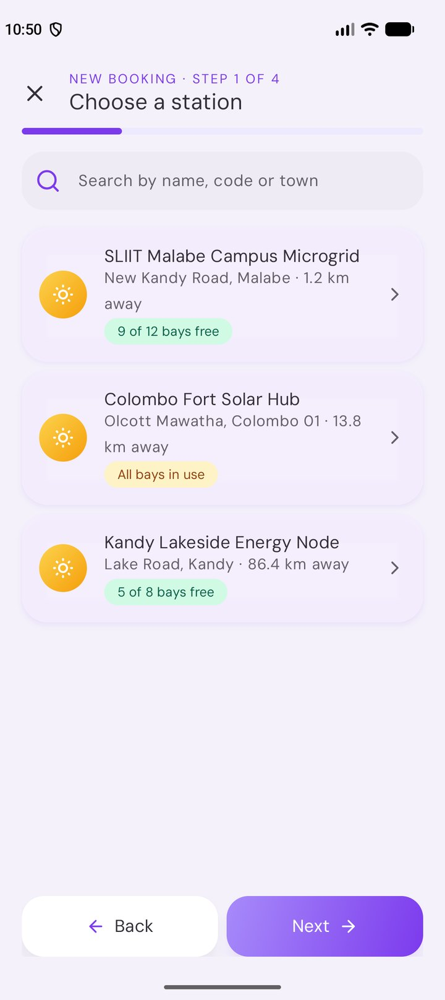 10:50
NEW BOOKING · STEP 1 OF 4
Choose a station
Search by name, code or town
SLIIT Malabe Campus Microgrid
New Kandy Road, Malabe · 1.2 km
away
9 of 12 bays free
Colombo Fort Solar Hub
Olcott Mawatha, Colombo 01 · 13.8
km away
All bays in use
Kandy Lakeside Energy Node
Lake Road, Kandy · 86.4 km away
5 of 8 bays free
Back
Next